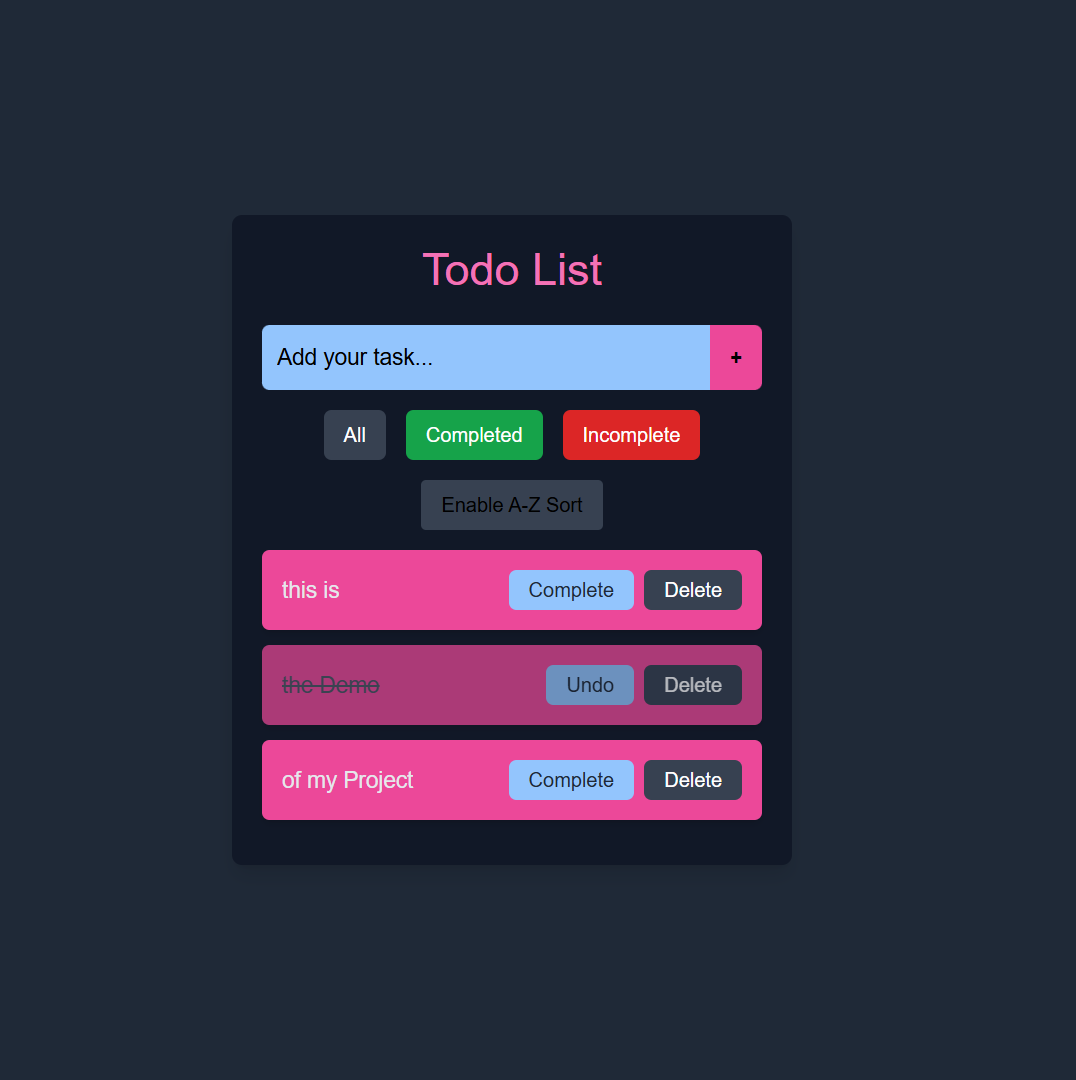 Todo List
Add your task... +
All Completed Incomplete
Enable A-Z Sort
this is Complete Delete
the Demo Undo Delete
of my Project Complete Delete